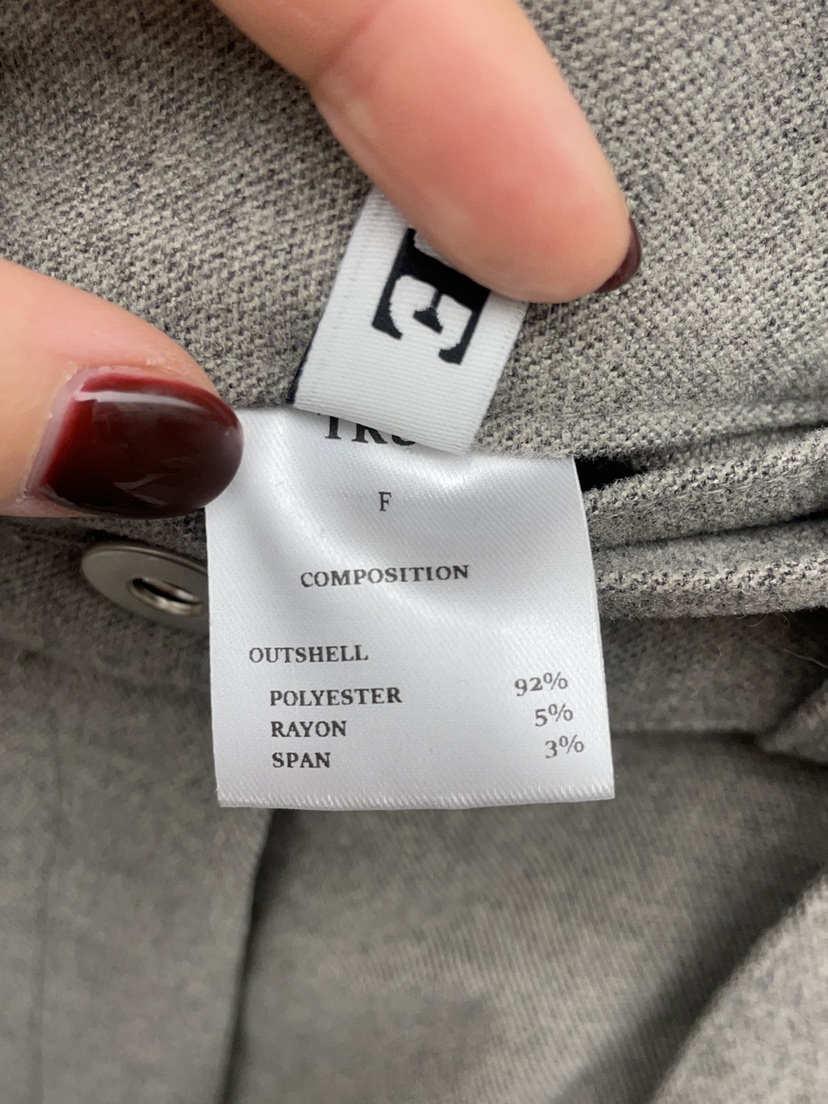 E
F
COMPOSITION
OUTSHELL
POLYESTER 92%
RAYON 5%
SPAN 3%